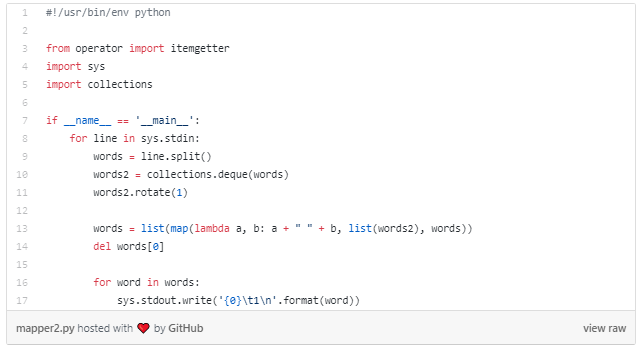 1 #!/usr/bin/env python
2
3 from operator import itemgetter
4 import sys
5 import collections
6
7 if __name__ == '__main__':
8     for line in sys.stdin:
9         words = line.split()
10         words2 = collections.deque(words)
11         words2.rotate(1)
12
13         words = list(map(lambda a, b: a + " " + b, list(words2), words))
14         del words[0]
15
16         for word in words:
17             sys.stdout.write('{0}\t1\n'.format(word))
mapper2.py hosted with ❤ by GitHub view raw